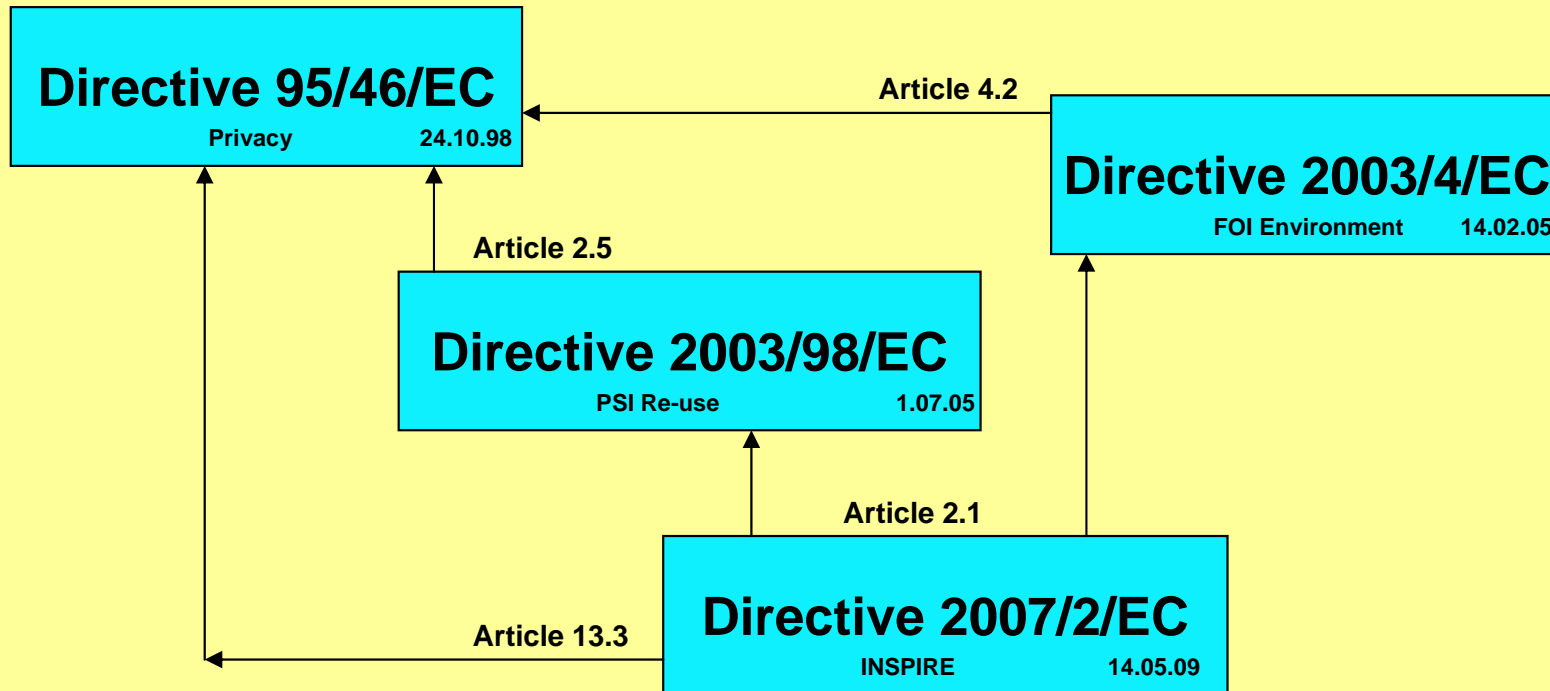 Directive 95/46/EC
Privacy 24.10.98
Article 4.2
Directive 2003/4/EC
FOI Environment 14.02.05
Article 2.5
Directive 2003/98/EC
PSI Re-use 1.07.05
Article 2.1
Directive 2007/2/EC
INSPIRE 14.05.09
Article 13.3